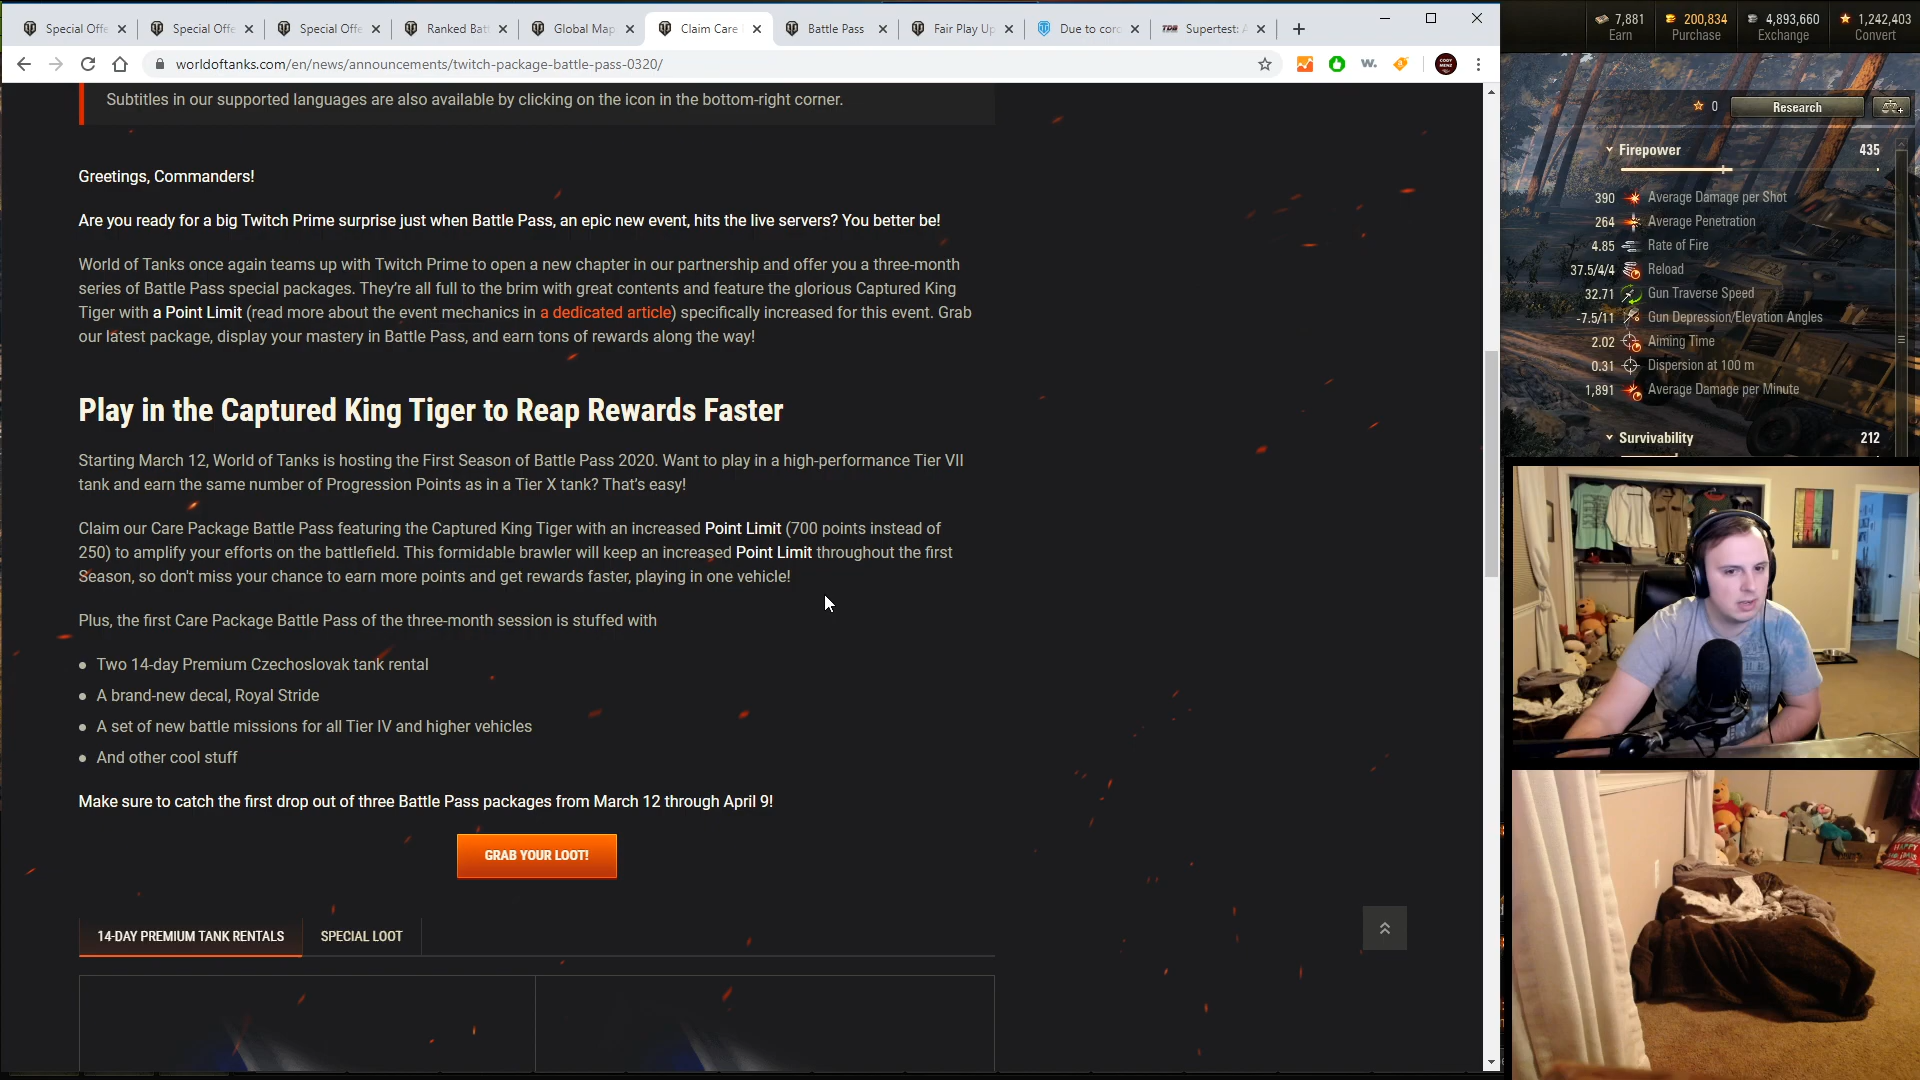 Special Offe
Special Offe
Special Offe
Ranked Bat
Global Map
Claim Care
Battle Pass
Fair Play Up
Due to coro
TDB Supertest: A
worldoftanks.com/en/news/announcements/twitch-package-battle-pass-0320/
w.
Subtitles in our supported languages are also available by clicking on the icon in the bottom-right corner.
Greetings, Commanders!
Are you ready for a big Twitch Prime surprise just when Battle Pass, an epic new event, hits the live servers? You better be!
World of Tanks once again teams up with Twitch Prime to open a new chapter in our partnership and offer you a three-month
series of Battle Pass special packages. They're all full to the brim with great contents and feature the glorious Captured King
Tiger with a Point Limit (read more about the event mechanics in a dedicated article) specifically increased for this event. Grab
our latest package, display your mastery in Battle Pass, and earn tons of rewards along the way!
Play in the Captured King Tiger to Reap Rewards Faster
Starting March 12, World of Tanks is hosting the First Season of Battle Pass 2020. Want to play in a high-performance Tier VII
tank and earn the same number of Progression Points as in a Tier X tank? That's easy!
Claim our Care Package Battle Pass featuring the Captured King Tiger with an increased Point Limit (700 points instead of
250) to amplify your efforts on the battlefield. This formidable brawler will keep an increased Point Limit throughout the first
Season, so don't miss your chance to earn more points and get rewards faster, playing in one vehicle!
Plus, the first Care Package Battle Pass of the three-month session is stuffed with
Two 14-day Premium Czechoslovak tank rental
A brand-new decal, Royal Stride
A set of new battle missions for all Tier IV and higher vehicles
And other cool stuff
Make sure to catch the first drop out of three Battle Pass packages from March 12 through April 9!
GRAB YOUR LOOT!
14-DAY PREMIUM TANK RENTALS SPECIAL LOOT
7,881 200,834 4,893,660 1,242,403
Earn Purchase Exchange Convert
0 Research
Firepower 435
390 Average Damage per Shot
264 Average Penetration
4.85 Rate of Fire
37.5/4/4 Reload
32.71 Gun Traverse Speed
-7.5/11 Gun Depression/Elevation Angles
2.02 Aiming Time
0.31 Dispersion at 100 m
1,891 Average Damage per Minute
Survivability 212
HAPPY